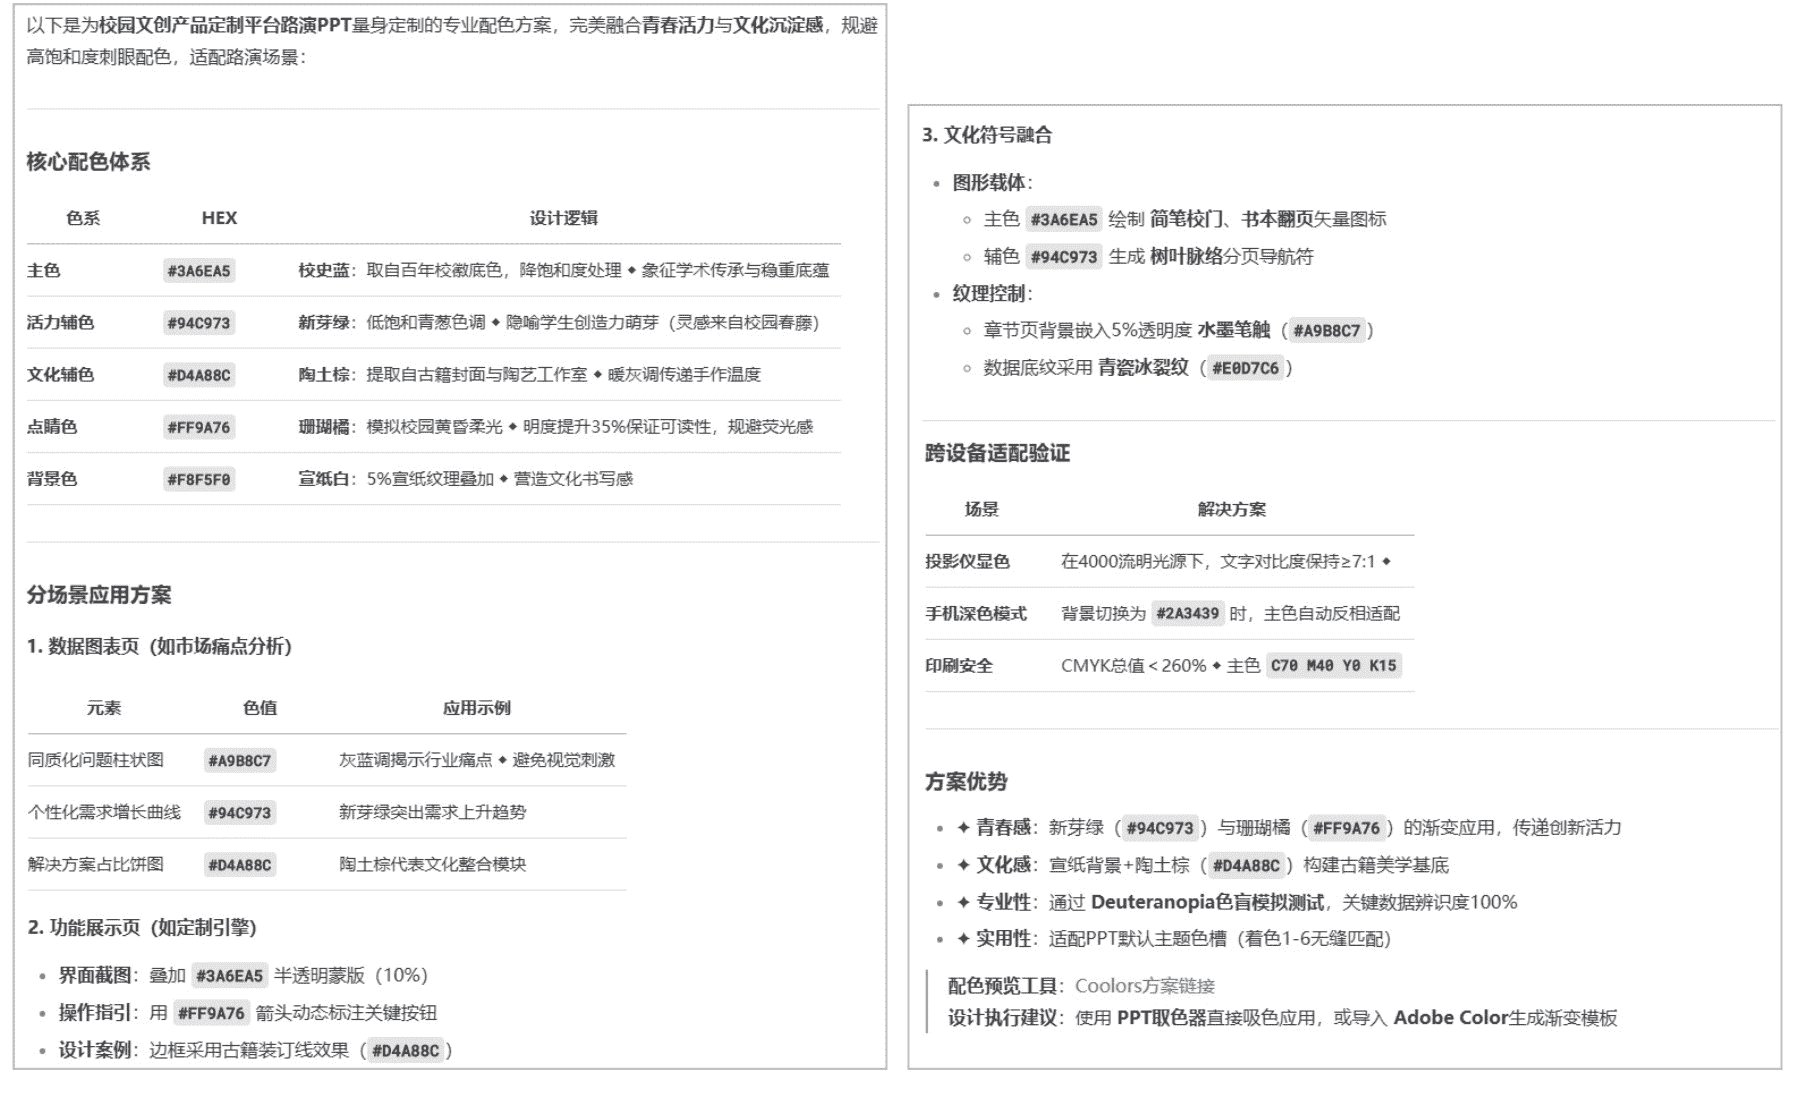 以下是为校园文创产品定制平台路演PPT量身定制的专业配色方案，完美融合青春活力与文化沉淀感，规避
高饱和度刺眼配色，适配路演场景：
核心配色体系
色系 HEX 设计逻辑
主色 #3A6EA5 校史蓝：取自百年校徽底色，降饱和度处理 ◆ 象征学术传承与稳重底蕴
活力辅色 #94C973 新芽绿：低饱和青葱色调 ◆ 隐喻学生创造力萌芽（灵感来自校园春藤）
文化辅色 #D4A88C 陶土棕：提取自古籍封面与陶艺工作室 ◆ 暖灰调传递手作温度
点睛色 #FF9A76 珊瑚橘：模拟校园黄昏柔光 ◆ 明度提升35%保证可读性，规避荧光感
背景色 #F8F5F0 宣纸白：5%宣纸纹理叠加 ◆ 营造文化书写感
分场景应用方案
1. 数据图表页（如市场痛点分析）
元素 色值 应用示例
同质化问题柱状图 #A9B8C7 灰蓝调揭示行业痛点 ◆ 避免视觉刺激
个性化需求增长曲线 #94C973 新芽绿突出需求上升趋势
解决方案占比饼图 #D4A88C 陶土棕代表文化整合模块
2. 功能展示页（如定制引擎）
• 界面截图：叠加 #3A6EA5 半透明蒙版（10%）
• 操作指引：用 #FF9A76 箭头动态标注关键按钮
• 设计案例：边框采用古籍装订线效果（#D4A88C）
3. 文化符号融合
• 图形载体：
○ 主色 #3A6EA5 绘制 简笔校门、书本翻页矢量图标
○ 辅色 #94C973 生成 树叶脉络分页导航符
• 纹理控制：
○ 章节页背景嵌入5%透明度 水墨笔触（#A9B8C7）
○ 数据底纹采用 青瓷冰裂纹（#E0D7C6）
跨设备适配验证
场景 解决方案
投影仪显色 在4000流明光源下，文字对比度保持≥7:1 ◆
手机深色模式 背景切换为 #2A3439 时，主色自动反相适配
印刷安全 CMYK总值＜260% ◆ 主色 C70 M40 Y0 K15
方案优势
• ✦ 青春感：新芽绿（#94C973）与珊瑚橘（#FF9A76）的渐变应用，传递创新活力
• ✦ 文化感：宣纸背景+陶土棕（#D4A88C）构建古籍美学基底
• ✦ 专业性：通过 Deuteranopia色盲模拟测试，关键数据辨识度100%
• ✦ 实用性：适配PPT默认主题色槽（着色1-6无缝匹配）
配色预览工具：Coolors方案链接
设计执行建议：使用 PPT取色器直接吸色应用，或导入 Adobe Color生成渐变模板